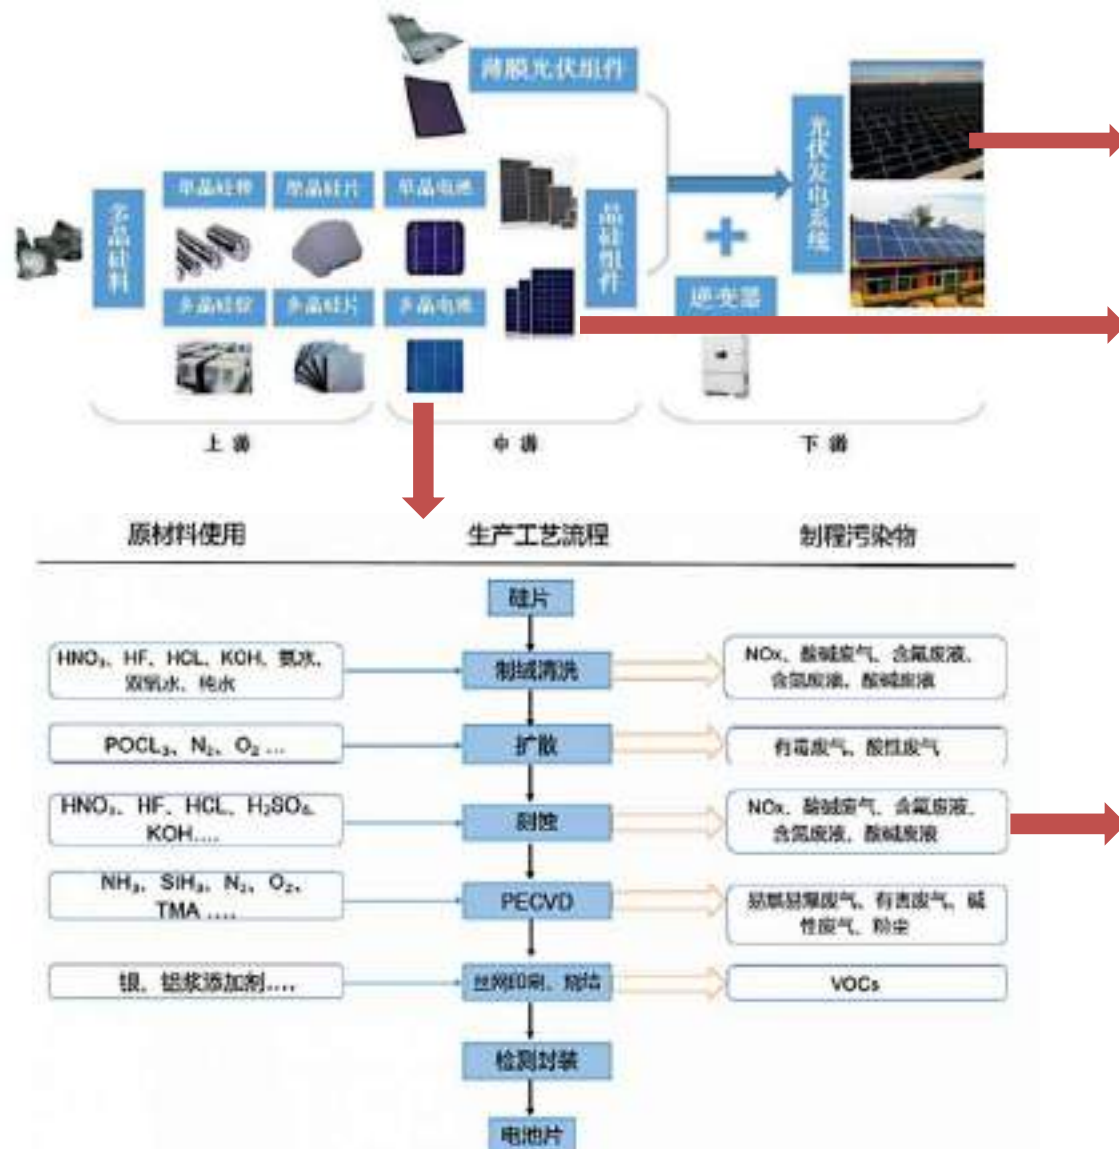 薄膜光伏组件
光伏发电系统
多晶硅料
单晶硅棒
单晶硅片
单晶电池
晶硅组件
多晶硅锭
多晶硅片
多晶电池
逆变器
上游
中游
下游
原材料使用
生产工艺流程
制程污染物
硅片
HNO₃、HF、HCL、KOH、氨水、
双氧水、纯水
制绒清洗
NOx、酸碱废气、含氟废液、
含氮废液、酸碱废液
POCL₃、N₂、O₂ ...
扩散
有毒废气、酸性废气
HNO₃、HF、HCL、H₂SO₄、
KOH....
刻蚀
NOx、酸碱废气、含氟废液、
含氮废液、酸碱废液
NH₃、SiH₃、N₂、O₂、
TMA ....
PECVD
易燃易爆废气、有害废气、碱
性废气、粉尘
银、铝浆添加剂....
丝网印刷、烧结
VOCs
检测封装
电池片